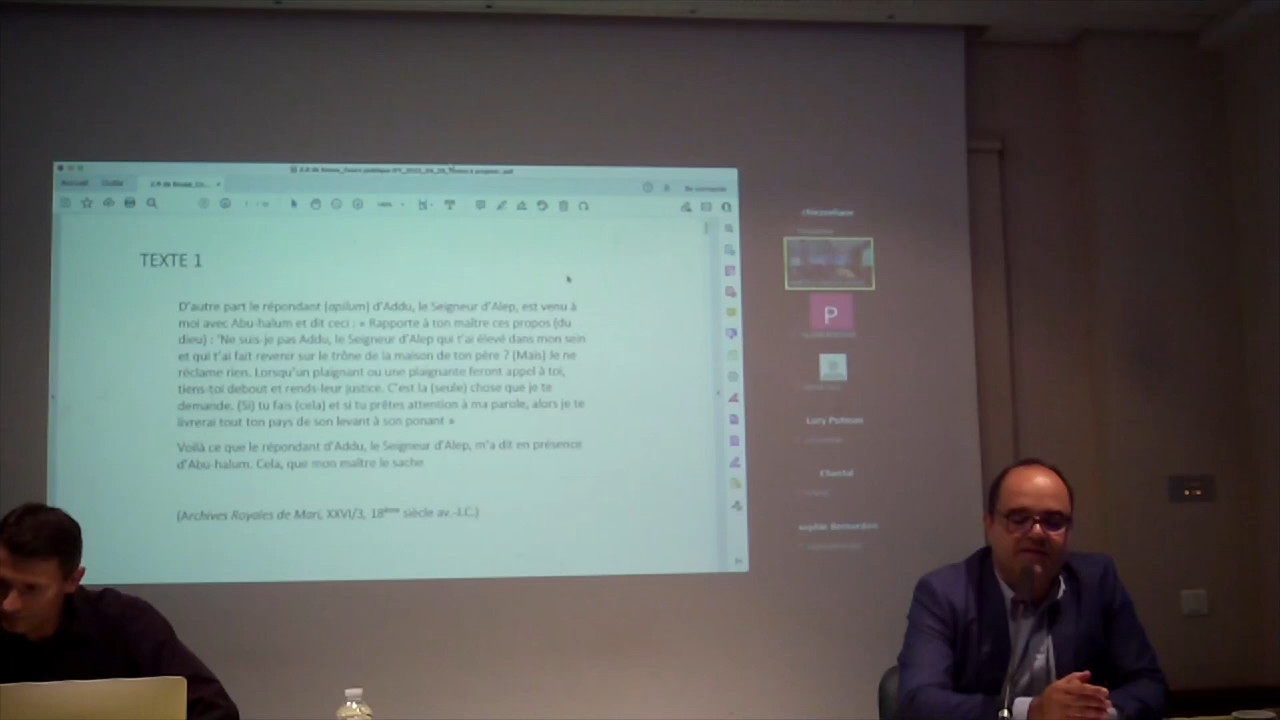 Accueil Outils
Se connecter
TEXTE 1
D'autre part le répondant (apilum) d'Addu, le Seigneur d'Alep, est venu à
moi avec Abu-halum et dit ceci : « Rapporte à ton maître ces propos (du
dieu) : 'Ne suis-je pas Addu, le Seigneur d'Alep qui t'ai élevé dans mon sein
et qui t'ai fait revenir sur le trône de la maison de ton père ? (Mais) Je ne
réclame rien. Lorsqu'un plaignant ou une plaignante feront appel à toi,
tiens-toi debout et rends-leur justice. C'est la (seule) chose que je te
demande. (Si) tu fais (cela) et si tu prêtes attention à ma parole, alors je te
livrerai tout ton pays de son levant à son ponant »
Voilà ce que le répondant d'Addu, le Seigneur d'Alep, m'a dit en présence
d'Abu-halum. Cela, que mon maître le sache
(Archives Royales de Mari, XXVI/3, 18ème siècle av.-J.C.)
P
Chantal